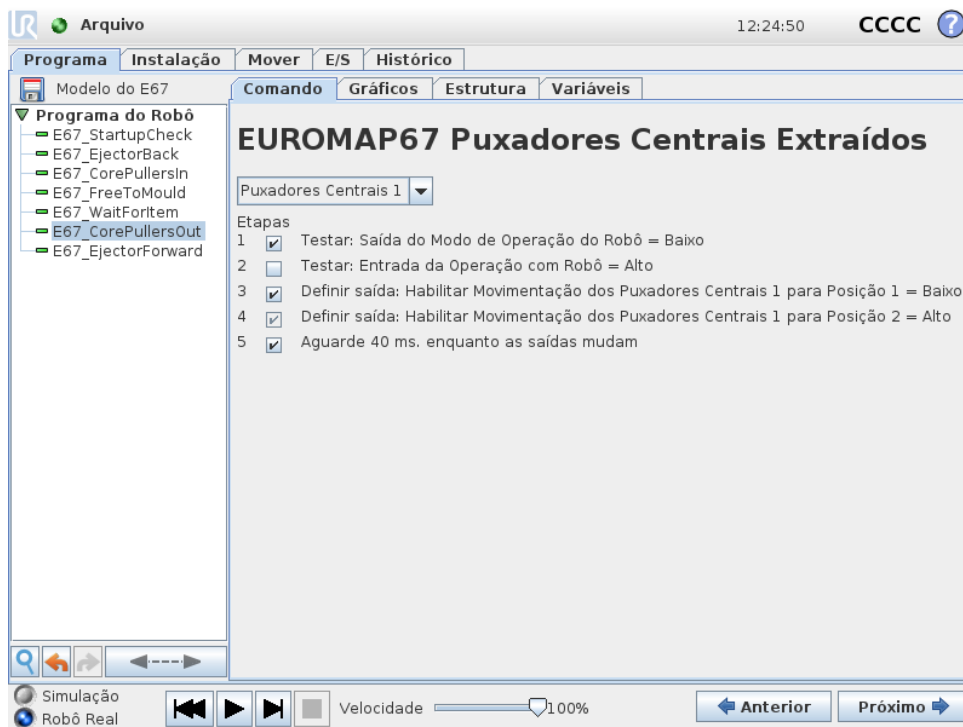 UR Arquivo 12:24:50 CCCC ?
Programa Instalação Mover E/S Histórico
Modelo do E67 Comando Gráficos Estrutura Variáveis
Programa do Robô
E67_StartupCheck
E67_EjectorBack
E67_CorePullersIn
E67_FreeToMould
E67_WaitForItem
E67_CorePullersOut
E67_EjectorForward
EUROMAP67 Puxadores Centrais Extraídos
Puxadores Centrais 1
Etapas
1 Testar: Saída do Modo de Operação do Robô = Baixo
2 Testar: Entrada da Operação com Robô = Alto
3 Definir saída: Habilitar Movimentação dos Puxadores Centrais 1 para Posição 1 = Baixo
4 Definir saída: Habilitar Movimentação dos Puxadores Centrais 1 para Posição 2 = Alto
5 Aguarde 40 ms. enquanto as saídas mudam
Simulação
Robô Real
Velocidade 100% Anterior Próximo